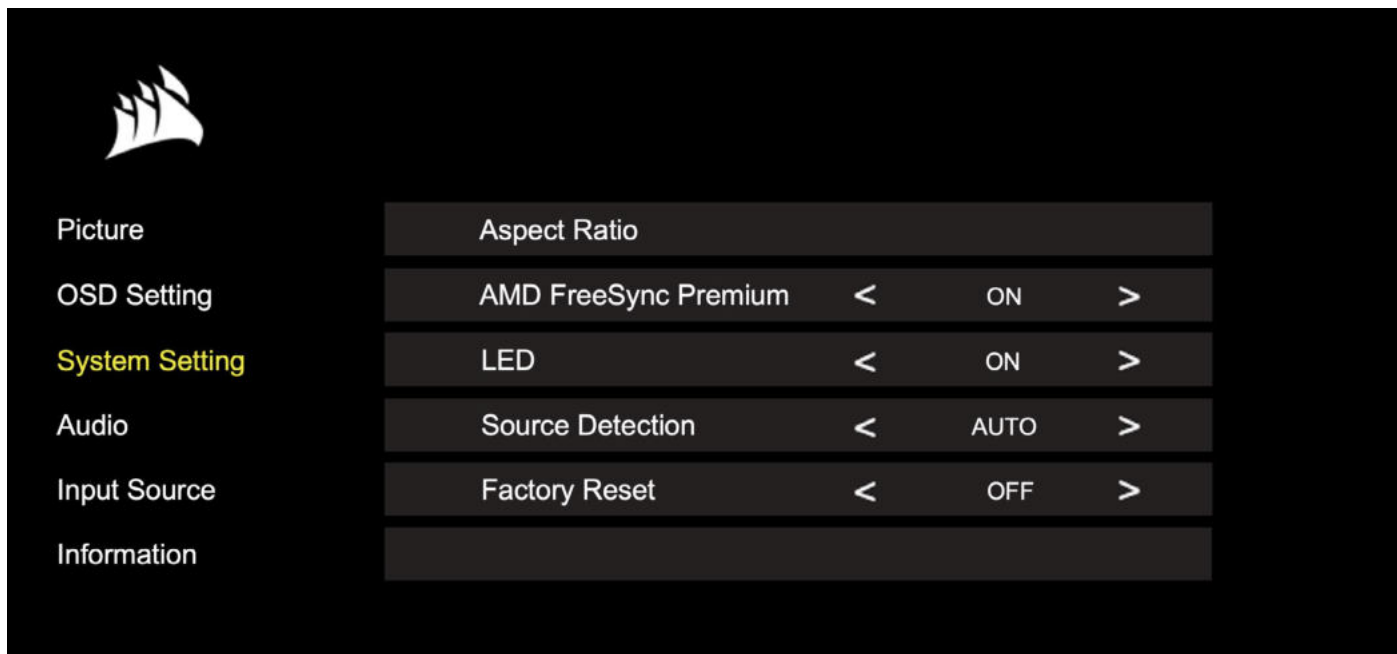 Picture
Aspect Ratio
OSD Setting
AMD FreeSync Premium < ON >
System Setting
LED < ON >
Audio
Source Detection < AUTO >
Input Source
Factory Reset < OFF >
Information